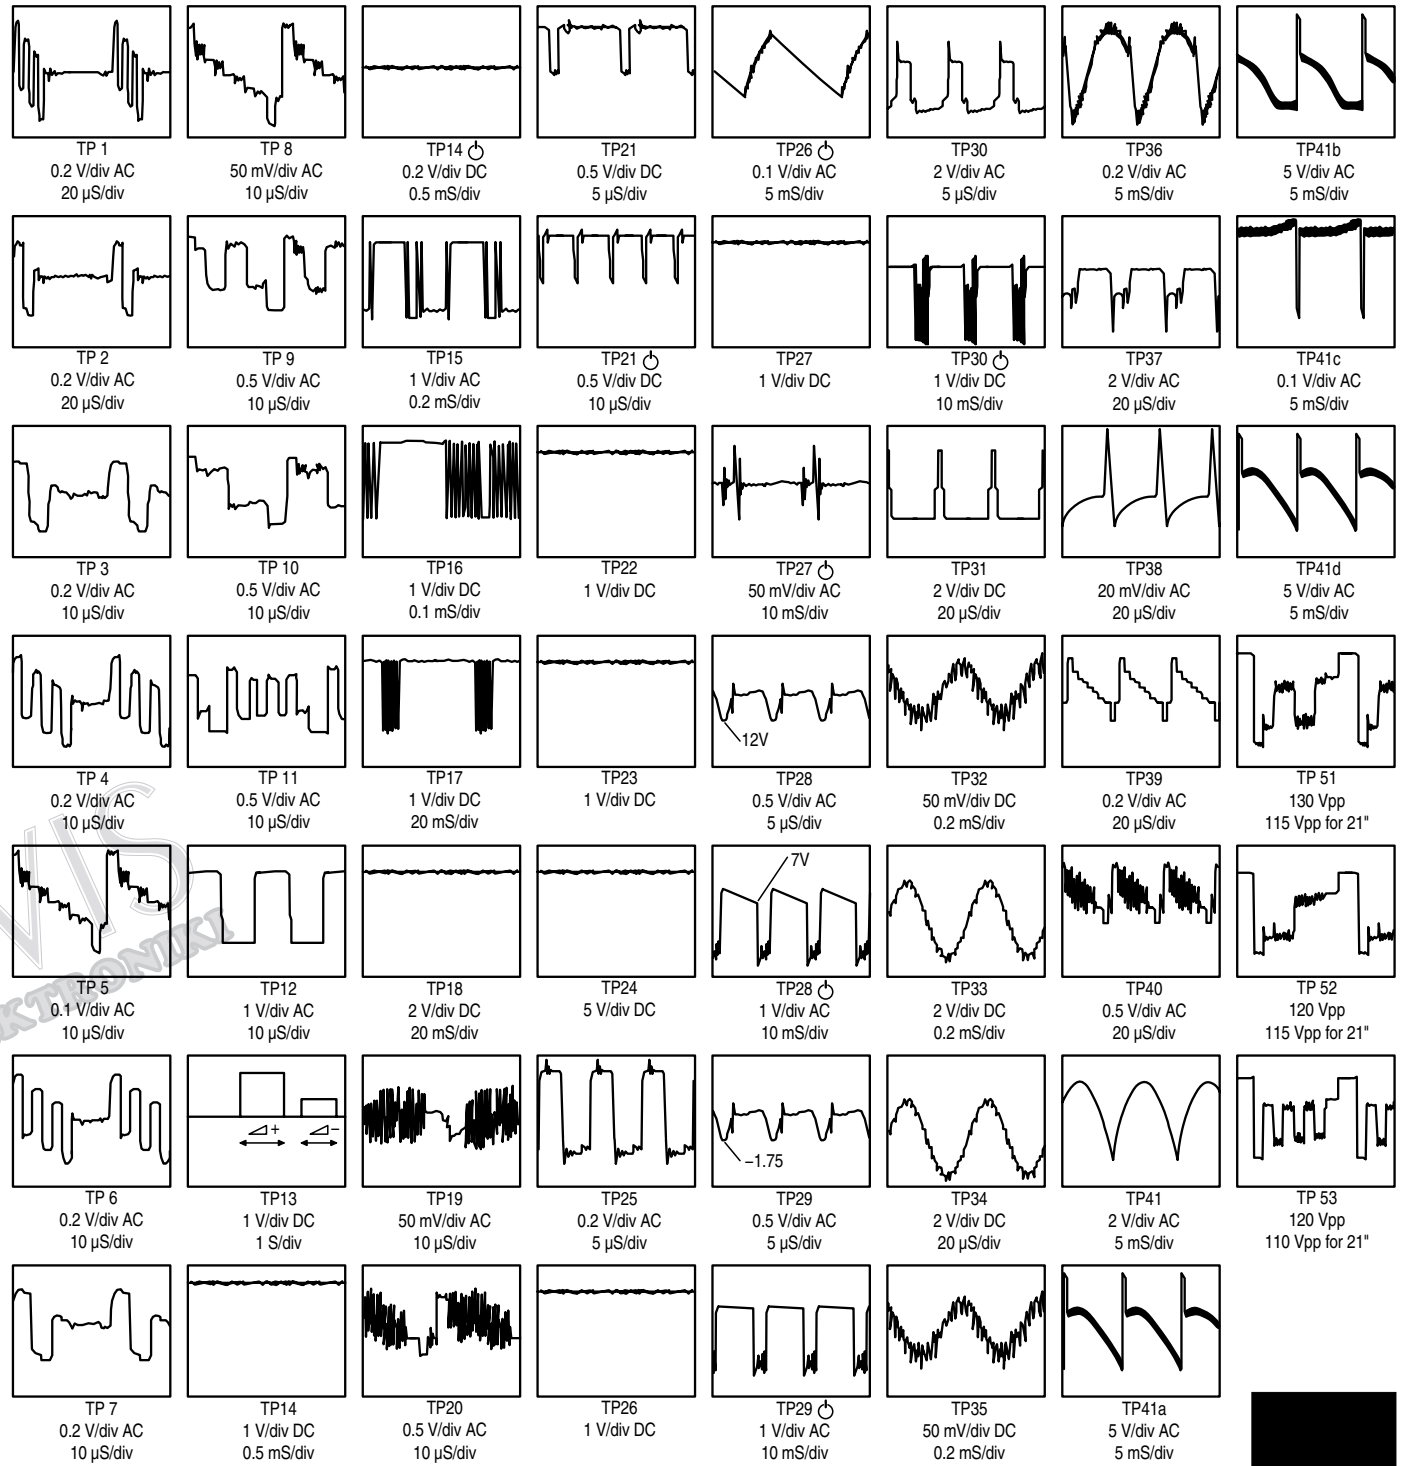 TP 1
0.2 V/div AC
20 µS/div
TP 8
50 mV/div AC
10 µS/div
TP14
0.2 V/div DC
0.5 mS/div
TP21
0.5 V/div DC
5 µS/div
TP26
0.1 V/div AC
5 mS/div
TP30
2 V/div AC
5 µS/div
TP36
0.2 V/div AC
5 mS/div
TP41b
5 V/div AC
5 mS/div
TP 2
0.2 V/div AC
20 µS/div
TP 9
0.5 V/div AC
10 µS/div
TP15
1 V/div AC
0.2 mS/div
TP21
0.5 V/div DC
10 µS/div
TP27
1 V/div DC
TP30
1 V/div DC
10 mS/div
TP37
2 V/div AC
20 µS/div
TP41c
0.1 V/div AC
5 mS/div
TP 3
0.2 V/div AC
10 µS/div
TP 10
0.5 V/div AC
10 µS/div
TP16
1 V/div DC
0.1 mS/div
TP22
1 V/div DC
TP27
50 mV/div AC
10 mS/div
TP31
2 V/div DC
20 µS/div
TP38
20 mV/div AC
20 µS/div
TP41d
5 V/div AC
5 mS/div
TP 4
0.2 V/div AC
10 µS/div
TP 11
0.5 V/div AC
10 µS/div
TP17
1 V/div DC
20 mS/div
TP23
1 V/div DC
12V
TP28
0.5 V/div AC
5 µS/div
TP32
50 mV/div DC
0.2 mS/div
TP39
0.2 V/div AC
20 µS/div
TP 51
130 Vpp
115 Vpp for 21"
TP 5
0.1 V/div AC
10 µS/div
TP12
1 V/div AC
10 µS/div
TP18
2 V/div DC
20 mS/div
TP24
5 V/div DC
7V
TP28
1 V/div AC
10 mS/div
TP33
2 V/div DC
0.2 mS/div
TP40
0.5 V/div AC
20 µS/div
TP 52
120 Vpp
115 Vpp for 21"
TP 6
0.2 V/div AC
10 µS/div
+ −
TP13
1 V/div DC
1 S/div
TP19
50 mV/div AC
10 µS/div
TP25
0.2 V/div AC
5 µS/div
−1.75
TP29
0.5 V/div AC
5 µS/div
TP34
2 V/div DC
20 µS/div
TP41
2 V/div AC
5 mS/div
TP 53
120 Vpp
110 Vpp for 21"
TP 7
0.2 V/div AC
10 µS/div
TP14
1 V/div DC
0.5 mS/div
TP20
0.5 V/div AC
10 µS/div
TP26
1 V/div DC
TP29
1 V/div AC
10 mS/div
TP35
50 mV/div DC
0.2 mS/div
TP41a
5 V/div AC
5 mS/div